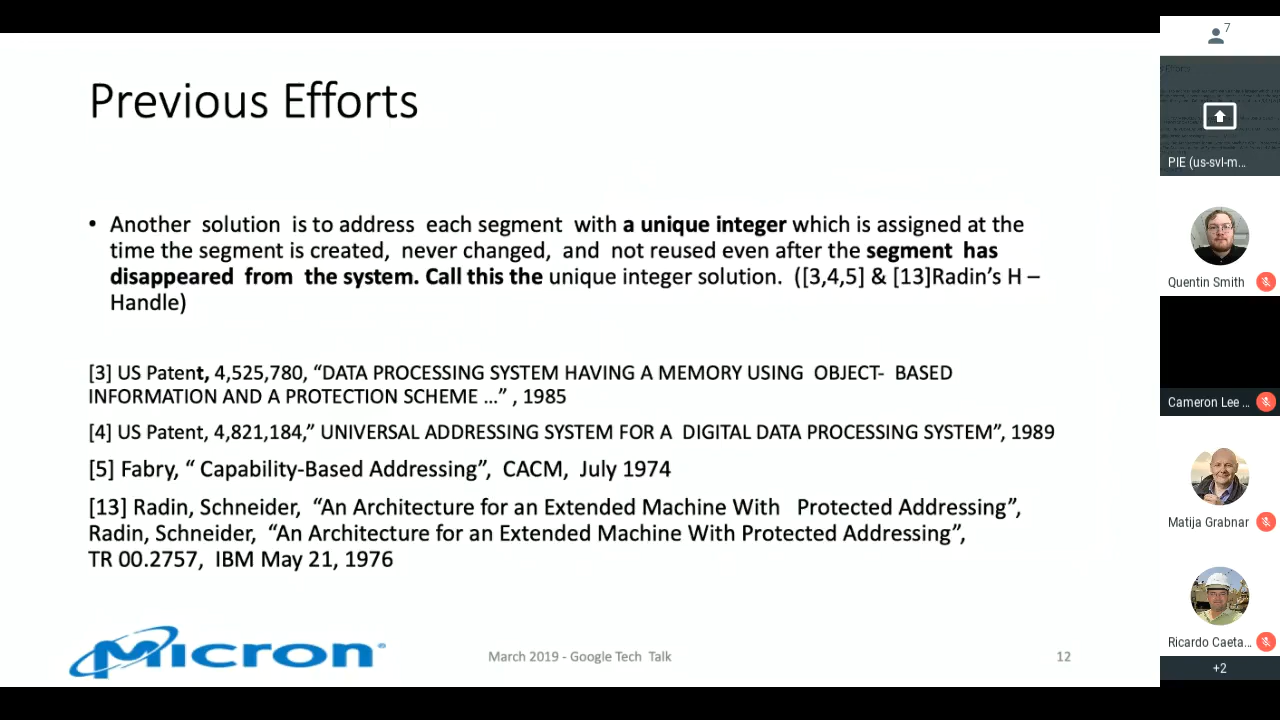 Previous Efforts
• Another solution is to address each segment with a unique integer which is assigned at the
time the segment is created, never changed, and not reused even after the segment has
disappeared from the system. Call this the unique integer solution. ([3,4,5] & [13]Radin's H –
Handle)
[3] US Patent, 4,525,780, “DATA PROCESSING SYSTEM HAVING A MEMORY USING OBJECT- BASED
INFORMATION AND A PROTECTION SCHEME …” , 1985
[4] US Patent, 4,821,184,” UNIVERSAL ADDRESSING SYSTEM FOR A DIGITAL DATA PROCESSING SYSTEM”, 1989
[5] Fabry, “ Capability-Based Addressing”, CACM, July 1974
[13] Radin, Schneider, “An Architecture for an Extended Machine With Protected Addressing”,
Radin, Schneider, “An Architecture for an Extended Machine With Protected Addressing”,
TR 00.2757, IBM May 21, 1976
Micron®
March 2019 - Google Tech Talk
12
7
PIE (us-svl-m...
Quentin Smith
Cameron Lee ...
Matija Grabnar
Ricardo Caeta...
+2